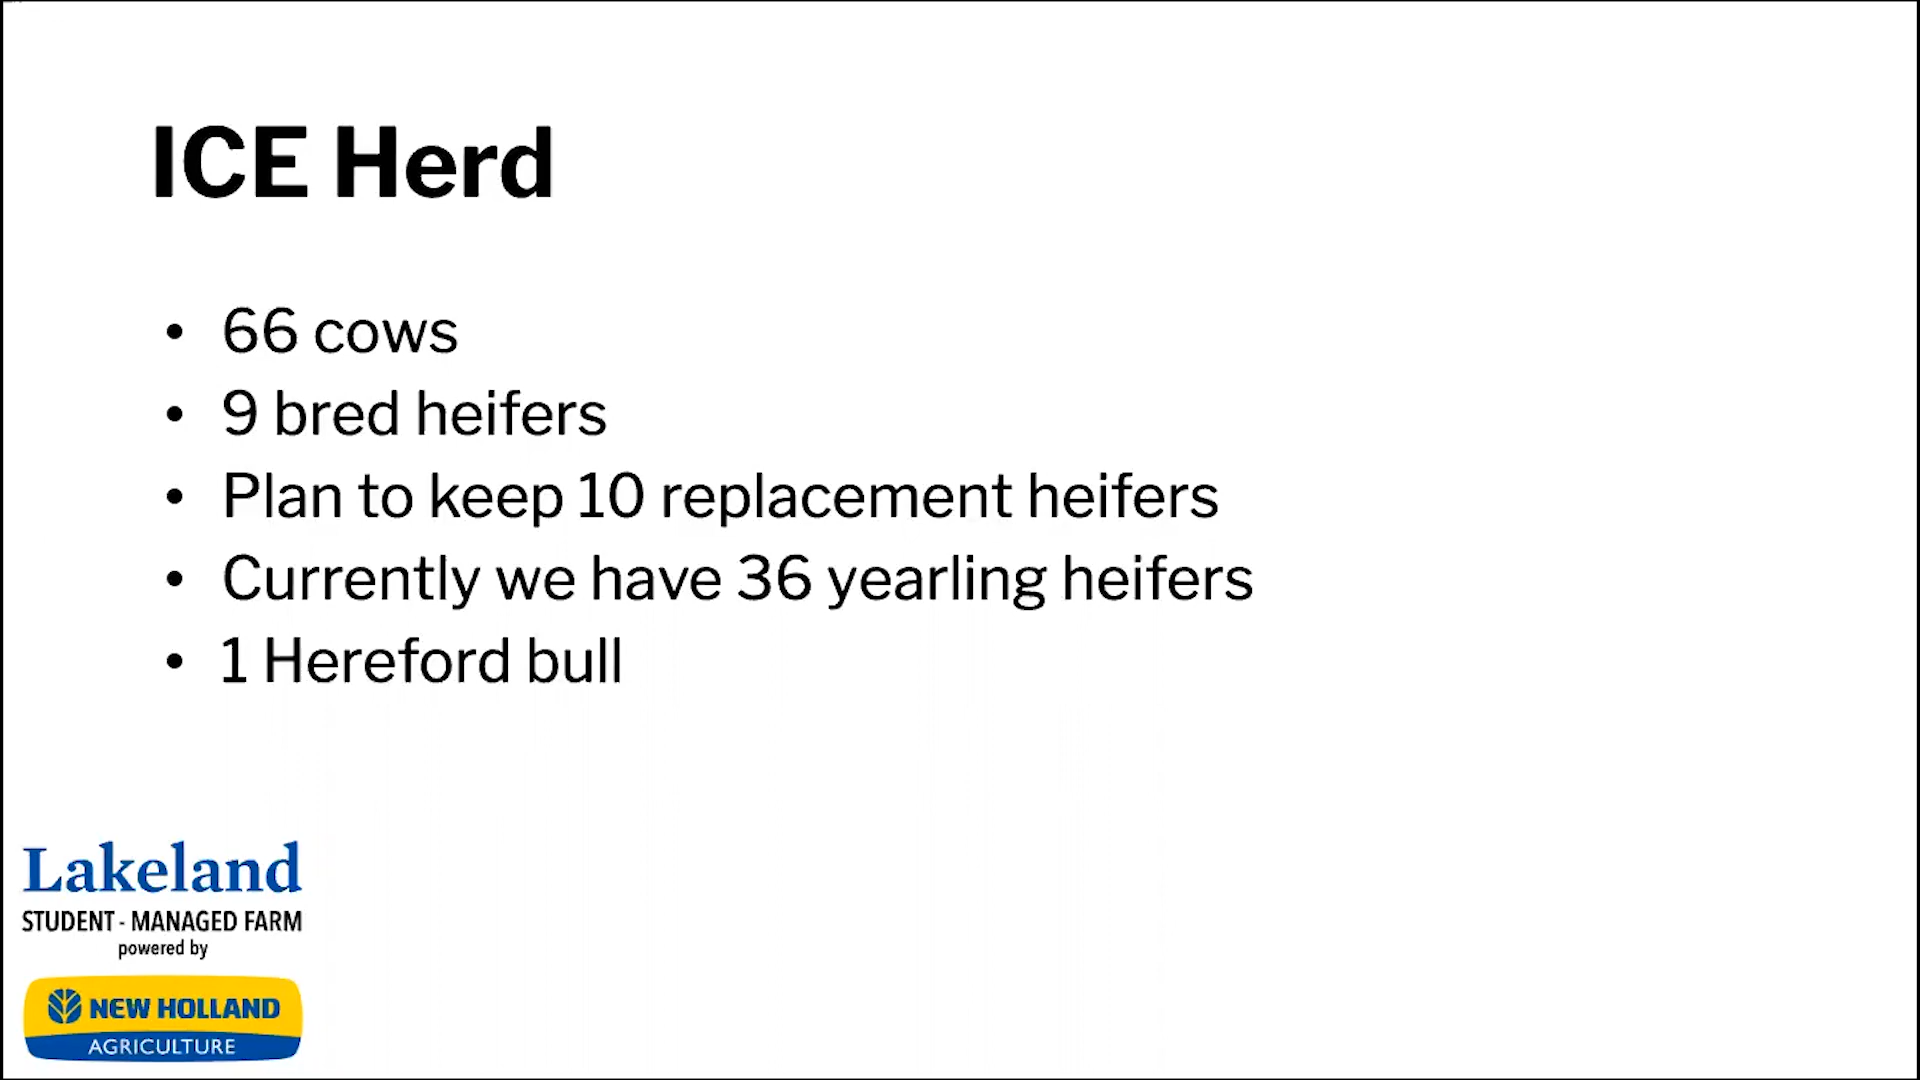 ICE Herd
• 66 cows
• 9 bred heifers
• Plan to keep 10 replacement heifers
• Currently we have 36 yearling heifers
• 1 Hereford bull
Lakeland
STUDENT - MANAGED FARM
powered by
NEW HOLLAND
AGRICULTURE